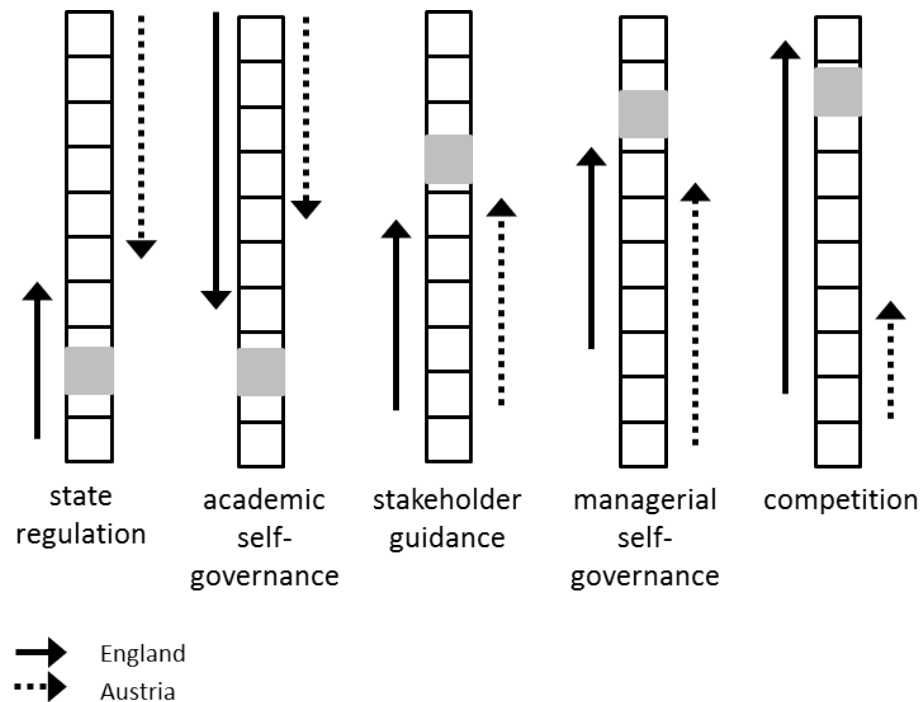 state
regulation
academic
self-
governance
stakeholder
guidance
managerial
self-
governance
competition
England
Austria